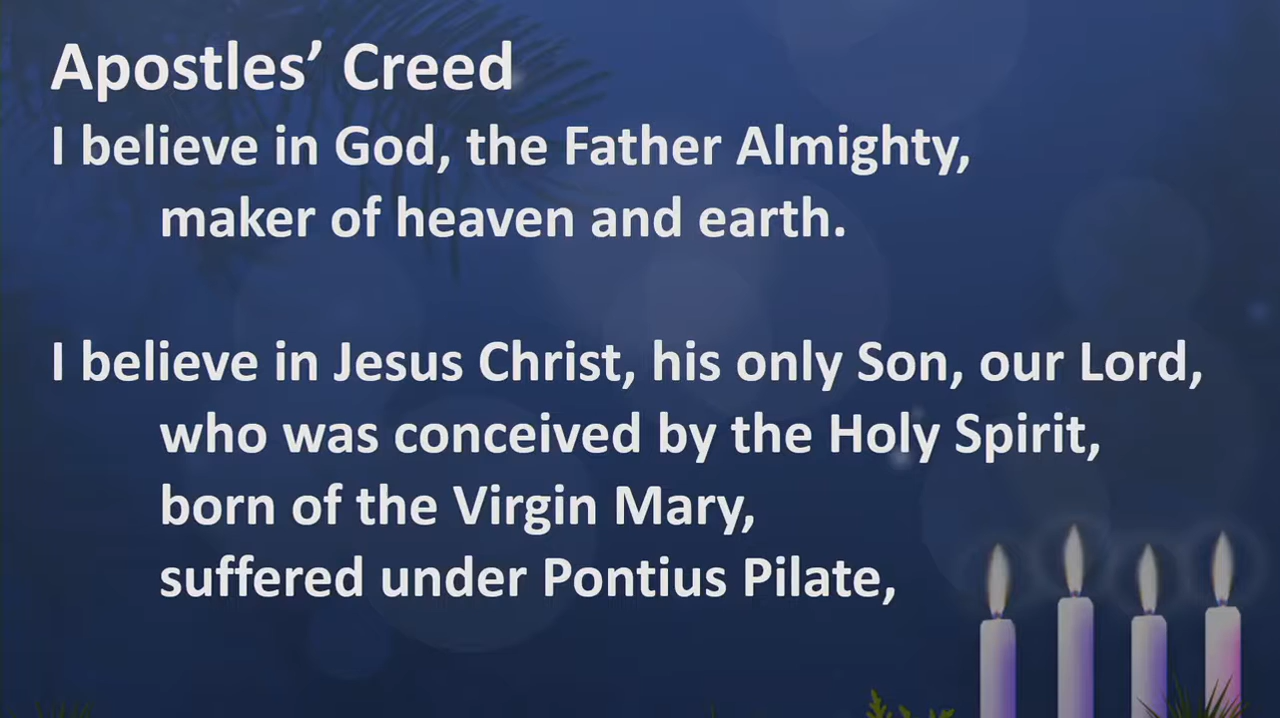 Apostles’ Creed
I believe in God, the Father Almighty,
maker of heaven and earth.
I believe in Jesus Christ, his only Son, our Lord,
who was conceived by the Holy Spirit,
born of the Virgin Mary,
suffered under Pontius Pilate,